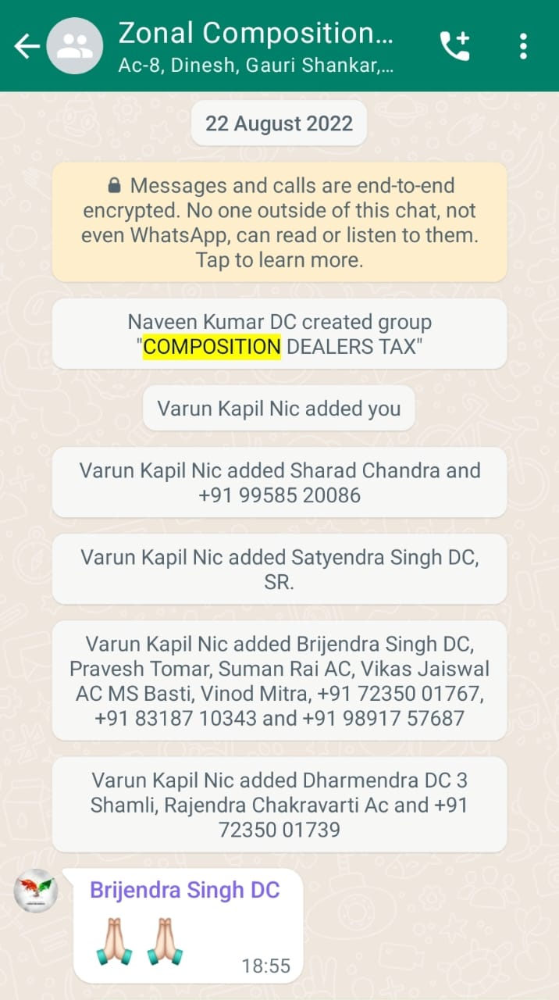 Zonal Composition...
Ac-8, Dinesh, Gauri Shankar,...
22 August 2022
Messages and calls are end-to-end
encrypted. No one outside of this chat, not
even WhatsApp, can read or listen to them.
Tap to learn more.
Naveen Kumar DC created group
"COMPOSITION DEALERS TAX"
Varun Kapil Nic added you
Varun Kapil Nic added Sharad Chandra and
+91 99585 20086
Varun Kapil Nic added Satyendra Singh DC,
SR.
Varun Kapil Nic added Brijendra Singh DC,
Pravesh Tomar, Suman Rai AC, Vikas Jaiswal
AC MS Basti, Vinod Mitra, +91 72350 01767,
+91 83187 10343 and +91 98917 57687
Varun Kapil Nic added Dharmendra DC 3
Shamli, Rajendra Chakravarti Ac and +91
72350 01739
Brijendra Singh DC
🙏🙏
18:55